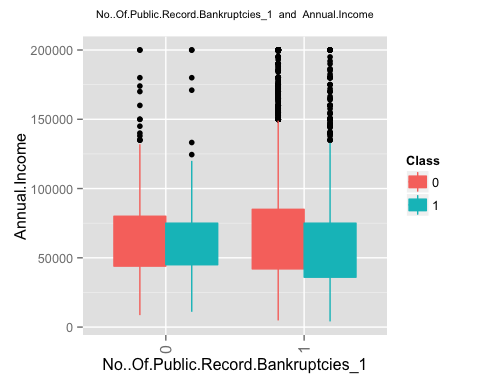 No..Of.Public.Record.Bankruptcies_1 and Annual.Income
200000
150000
100000
50000
0
Annual.Income
0
1
No..Of.Public.Record.Bankruptcies_1
Class
0
1